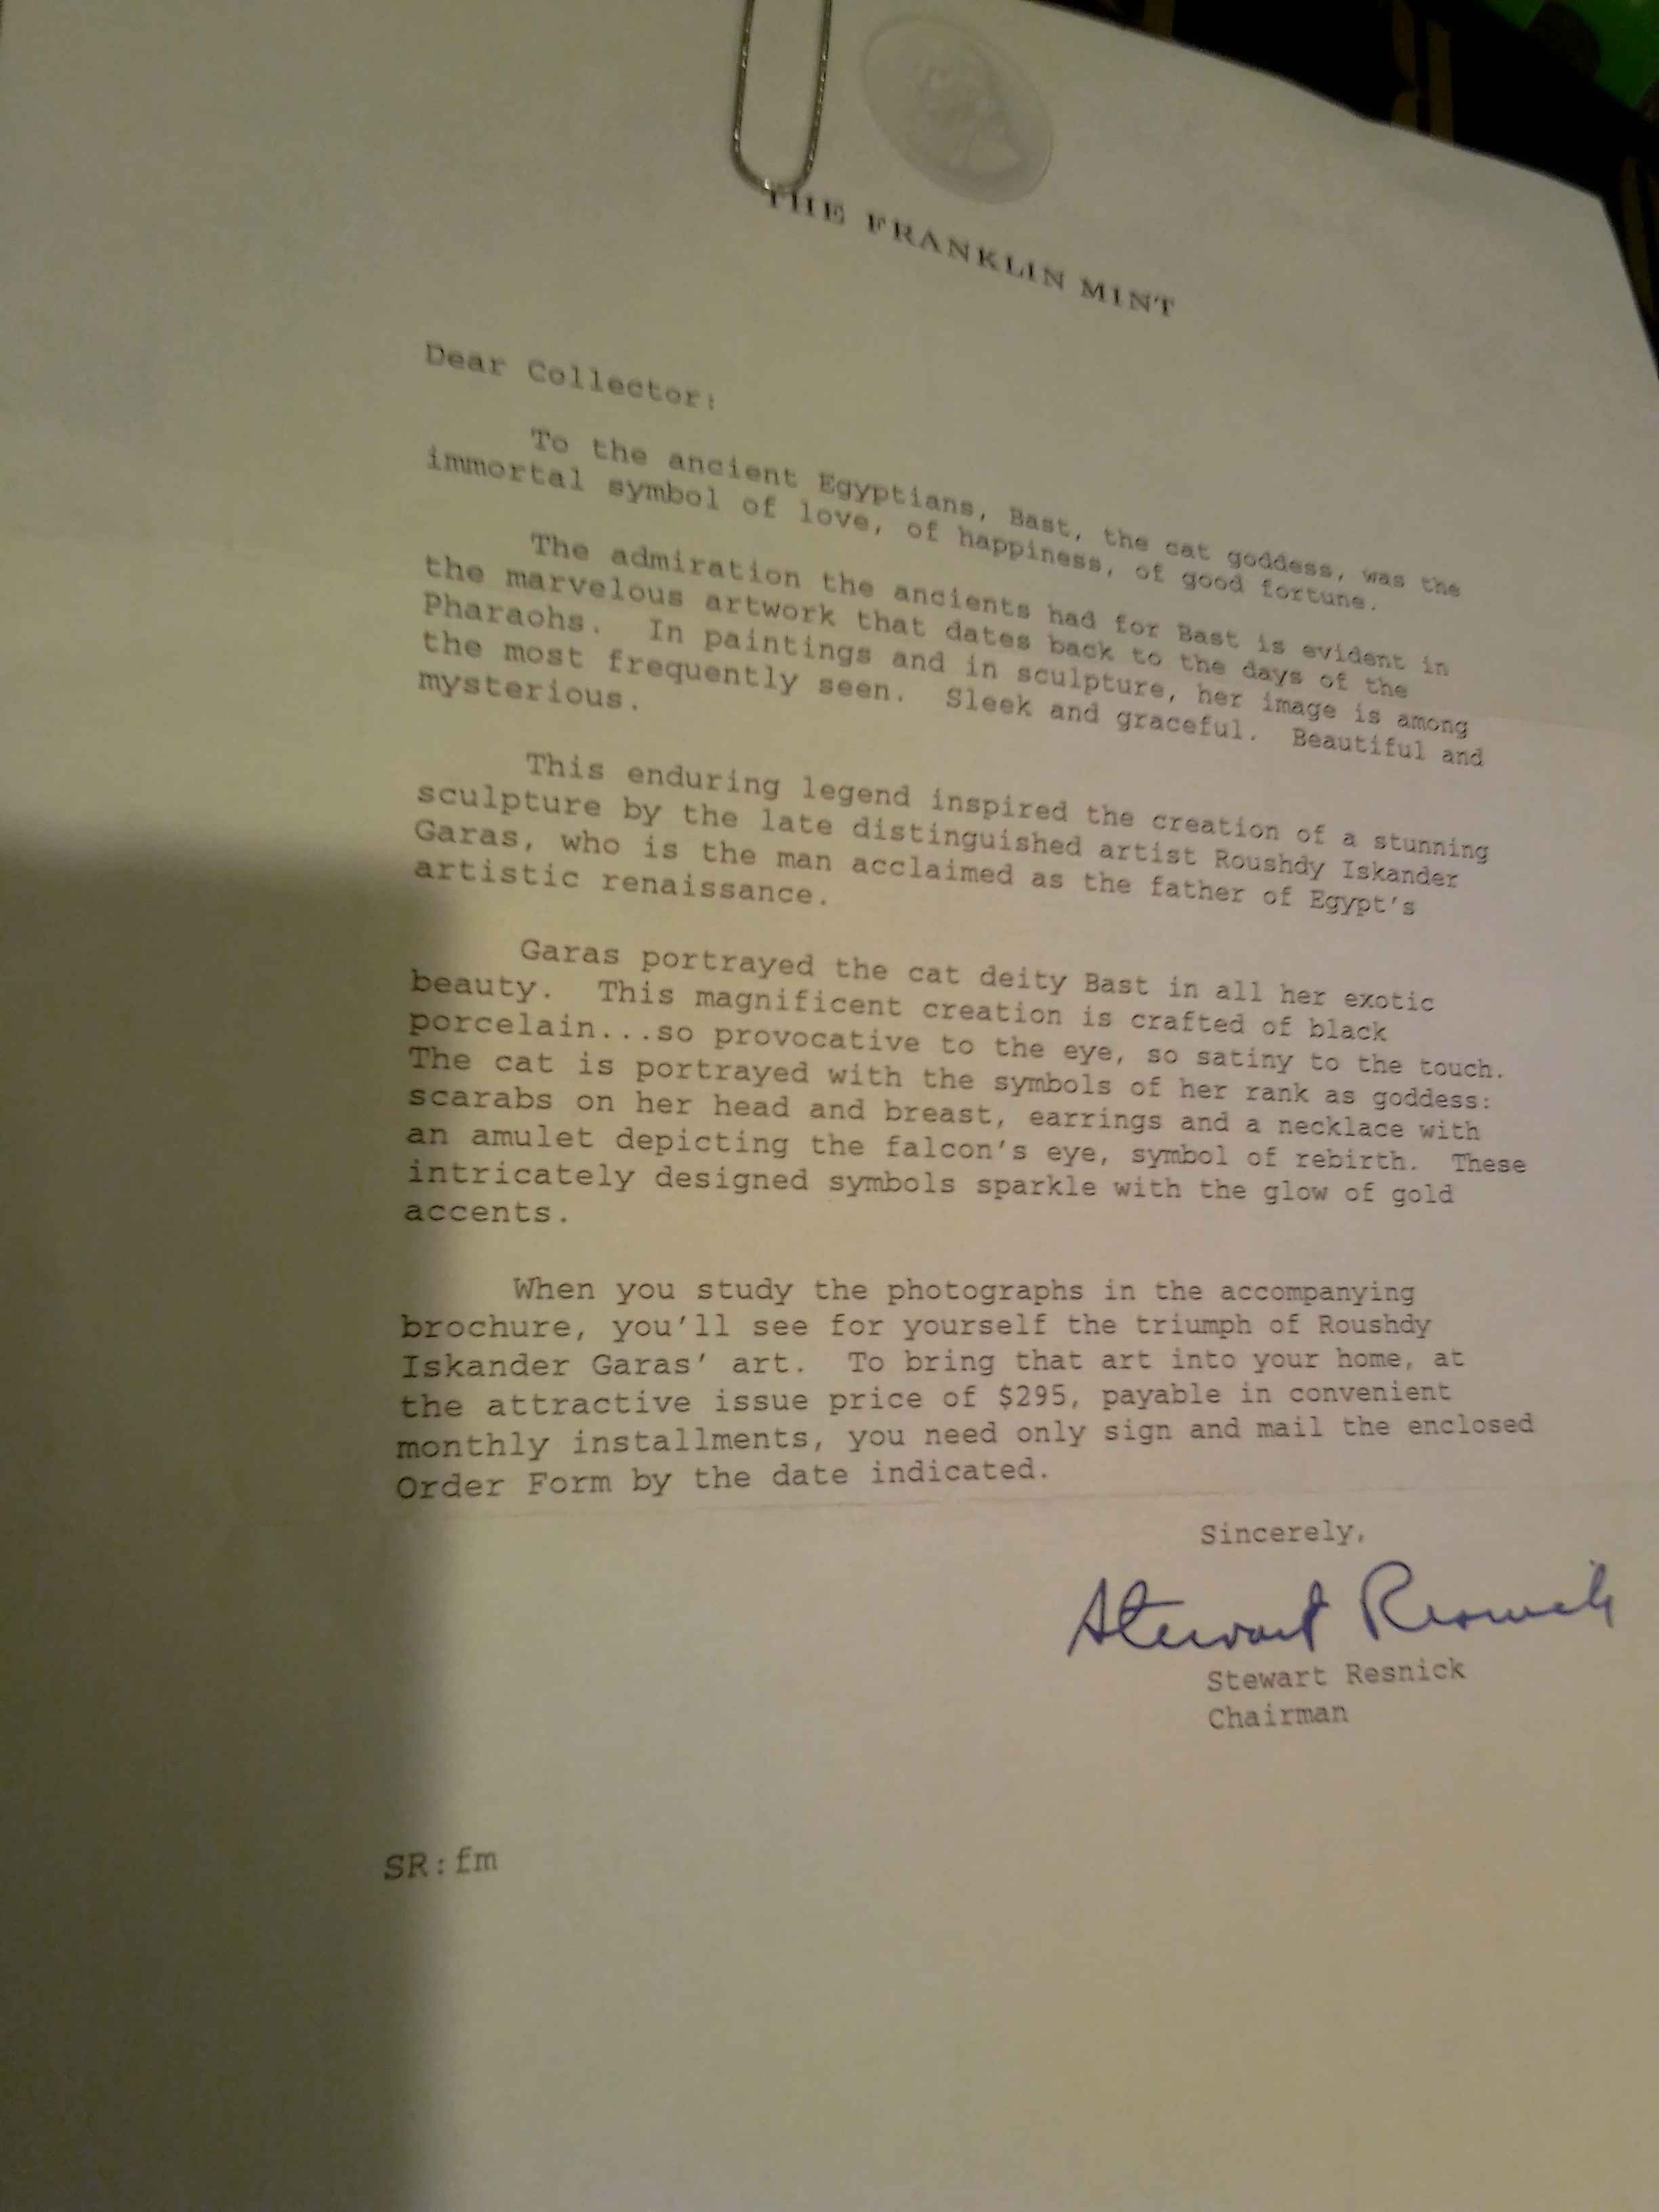 THE FRANKLIN MINT
Dear Collector:
To the ancient Egyptians, Bast, the cat goddess, was the
immortal symbol of love, of happiness, of good fortune.
The admiration the ancients had for Bast is evident in
the marvelous artwork that dates back to the days of the
Pharaohs. In paintings and in sculpture, her image is among
the most frequently seen. Sleek and graceful. Beautiful and
mysterious.
This enduring legend inspired the creation of a stunning
sculpture by the late distinguished artist Roushdy Iskander
Garas, who is the man acclaimed as the father of Egypt's
artistic renaissance.
Garas portrayed the cat deity Bast in all her exotic
beauty. This magnificent creation is crafted of black
porcelain...so provocative to the eye, so satiny to the touch.
The cat is portrayed with the symbols of her rank as goddess:
scarabs on her head and breast, earrings and a necklace with
an amulet depicting the falcon's eye, symbol of rebirth. These
intricately designed symbols sparkle with the glow of gold
accents.
When you study the photographs in the accompanying
brochure, you'll see for yourself the triumph of Roushdy
Iskander Garas' art. To bring that art into your home, at
the attractive issue price of $295, payable in convenient
monthly installments, you need only sign and mail the enclosed
Order Form by the date indicated.
Sincerely,
Stewart Resnick
Stewart Resnick
Chairman
SR:fm